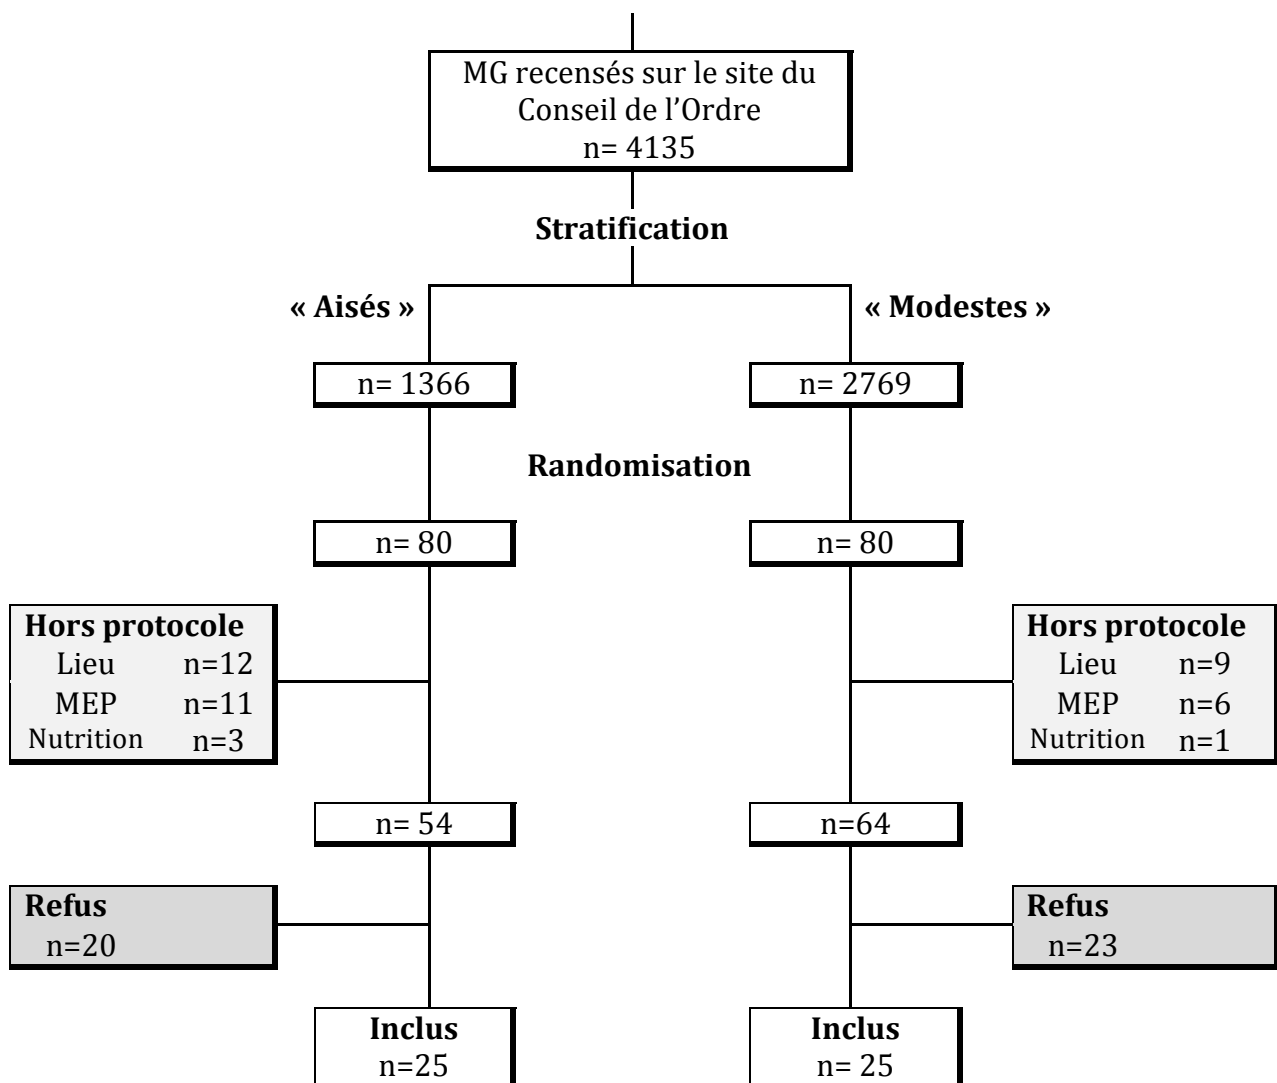 MG recensés sur le site du
Conseil de l'Ordre
n= 4135
Stratification
« Aisés »
« Modestes »
n= 1366
n= 2769
Randomisation
n= 80
n= 80
Hors protocole
Lieu n=12
MEP n=11
Nutrition n=3
Hors protocole
Lieu n=9
MEP n=6
Nutrition n=1
n= 54
n=64
Refus
n=20
Refus
n=23
Inclus
n=25
Inclus
n= 25